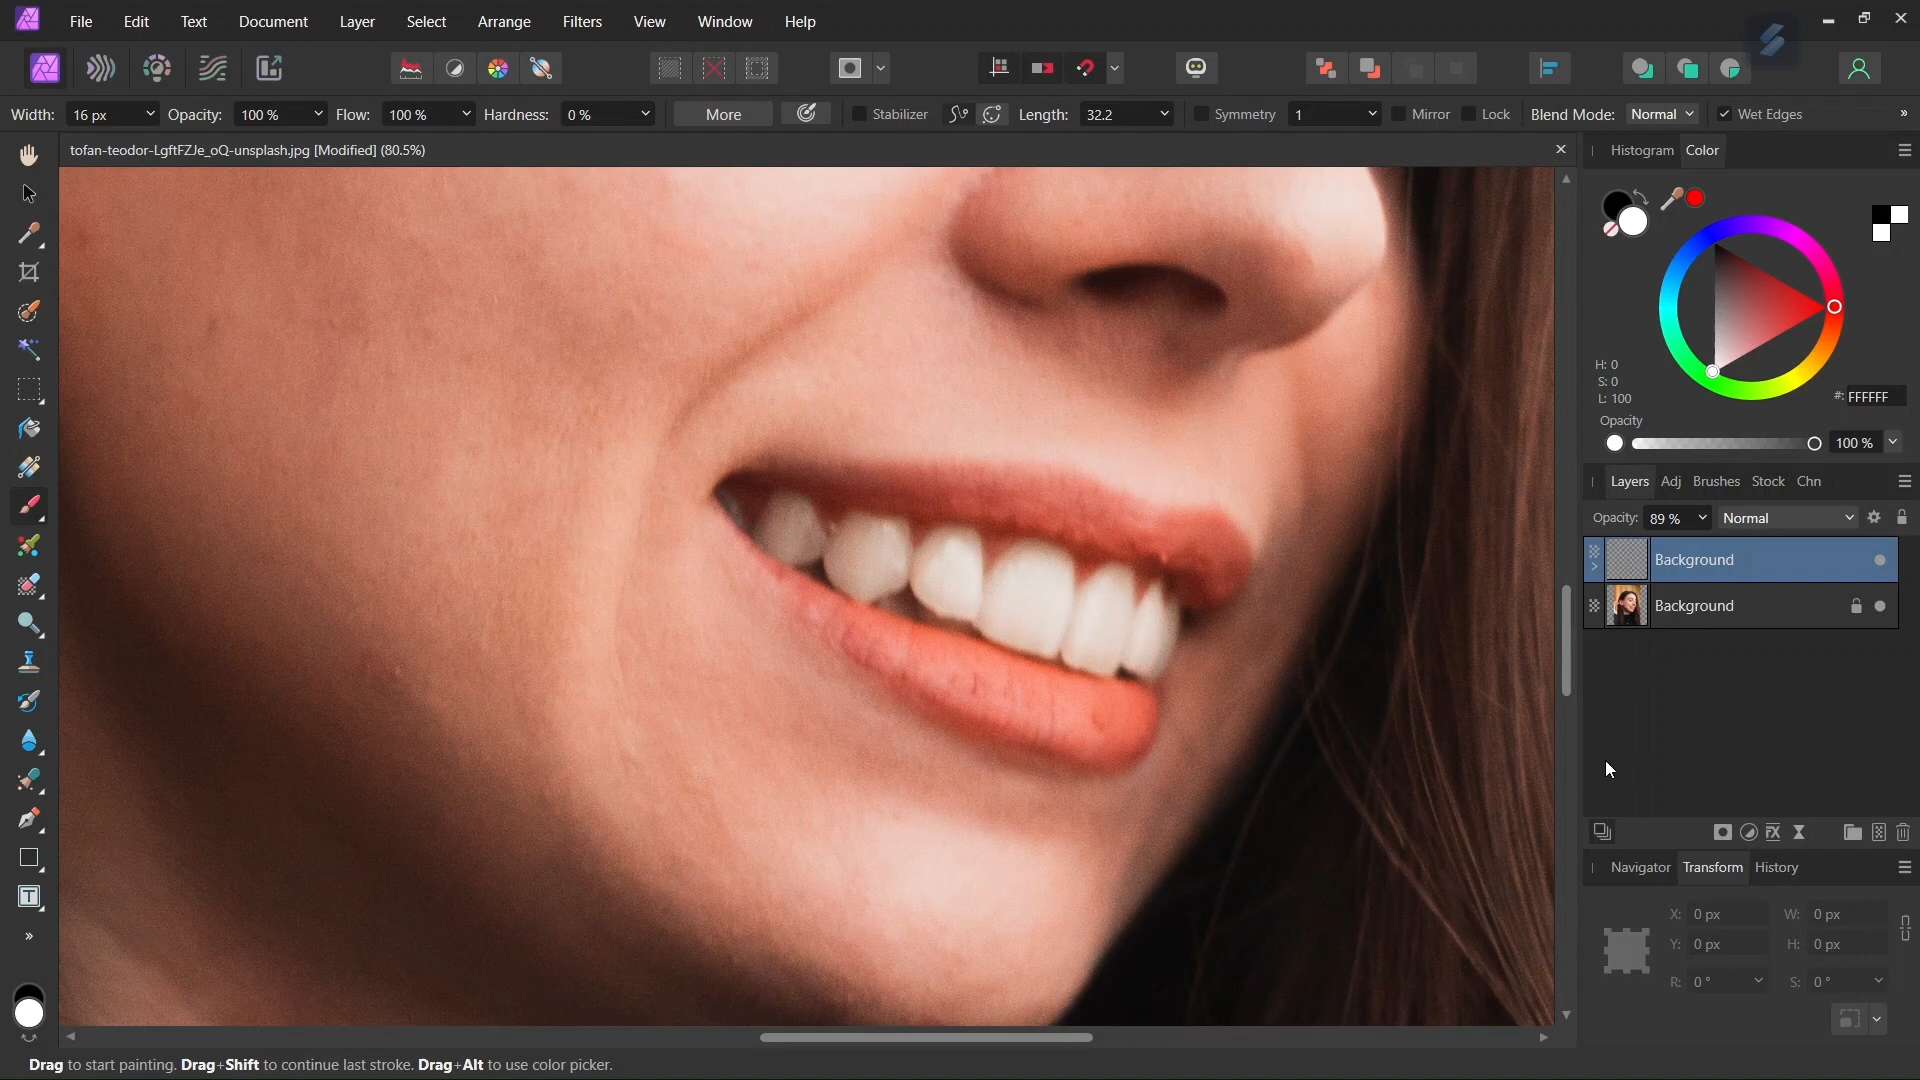 File Edit Text Document Layer Select Arrange Filters View Window Help
Width: 16 px Opacity: 100 % Flow: 100 % Hardness: 0 % More Stabilizer Length: 32.2 Symmetry 1 Mirror Lock Blend Mode: Normal Wet Edges »
tofan-teodor-LgftFZJe_oQ-unsplash.jpg [Modified] (80.5%)
Histogram Color
H: 0
S: 0
L: 100
#: FFFFFF
Opacity
100 %
Layers Adj Brushes Stock Chn
Opacity: 89 % Normal
Background
Background
Navigator Transform History
X: 0 px W: 0 px
Y: 0 px H: 0 px
R: 0 ° S: 0 °
Drag to start painting. Drag+Shift to continue last stroke. Drag+Alt to use color picker.